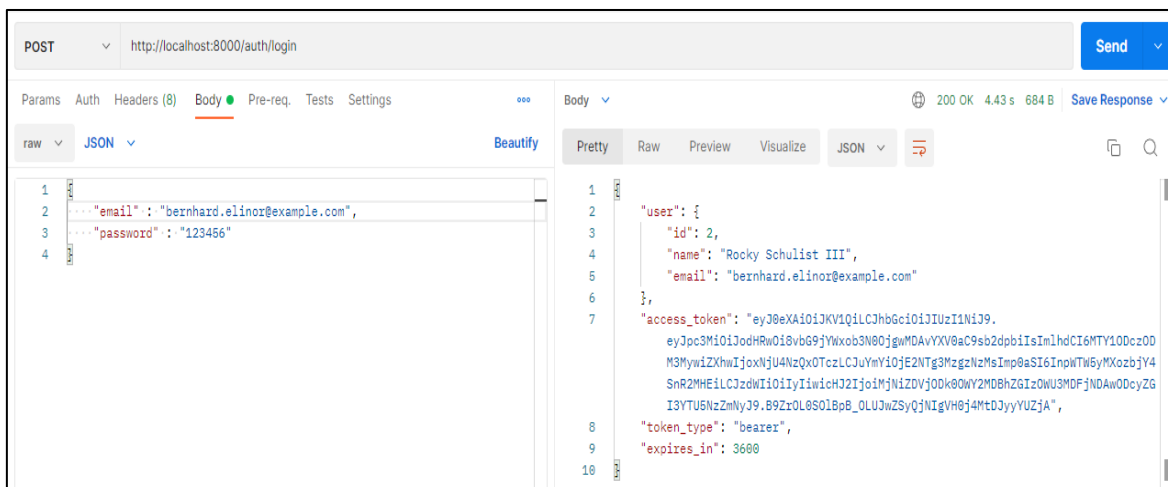 POST http://localhost:8000/auth/login Send
Params Auth Headers (8) Body Pre-req. Tests Settings
raw JSON Beautify
1 {
2 "email" : "bernhard.elinor@example.com",
3 "password" : "123456"
4 }
Body 200 OK 4.43 s 684 B Save Response
Pretty Raw Preview Visualize JSON
1 {
2 "user": {
3 "id": 2,
4 "name": "Rocky Schulist III",
5 "email": "bernhard.elinor@example.com"
6 },
7 "access_token": "eyJ0eXAiOiJKV1QiLCJhbGciOiJIUzI1NiJ9.
eyJpc3MiOiJodHRwOi8vbG9jYWxob3N0OjgwMDAvYXV0aC9sb2dpbiIsImlhdCI6MTY1ODczOD
M3MywiZXhwIjoxNjU4NzQxOTczLCJuYmYiOjE2NTg3MzgzNzMsImp0aSI6InpWTW5yMXozbjY4
SnR2MHEiLCJzdWIiOiIyIiwicHJ2IjoiMjNiZDVjODk0OWY2MDBhZGIzOWU3MDFjNDAwODcyZG
I3YTU5NzZmNyJ9.B9ZrOL0SOlBpB_OLUJwZSyQjNIgVH0j4MtDJyyYUZjA",
8 "token_type": "bearer",
9 "expires_in": 3600
10 }